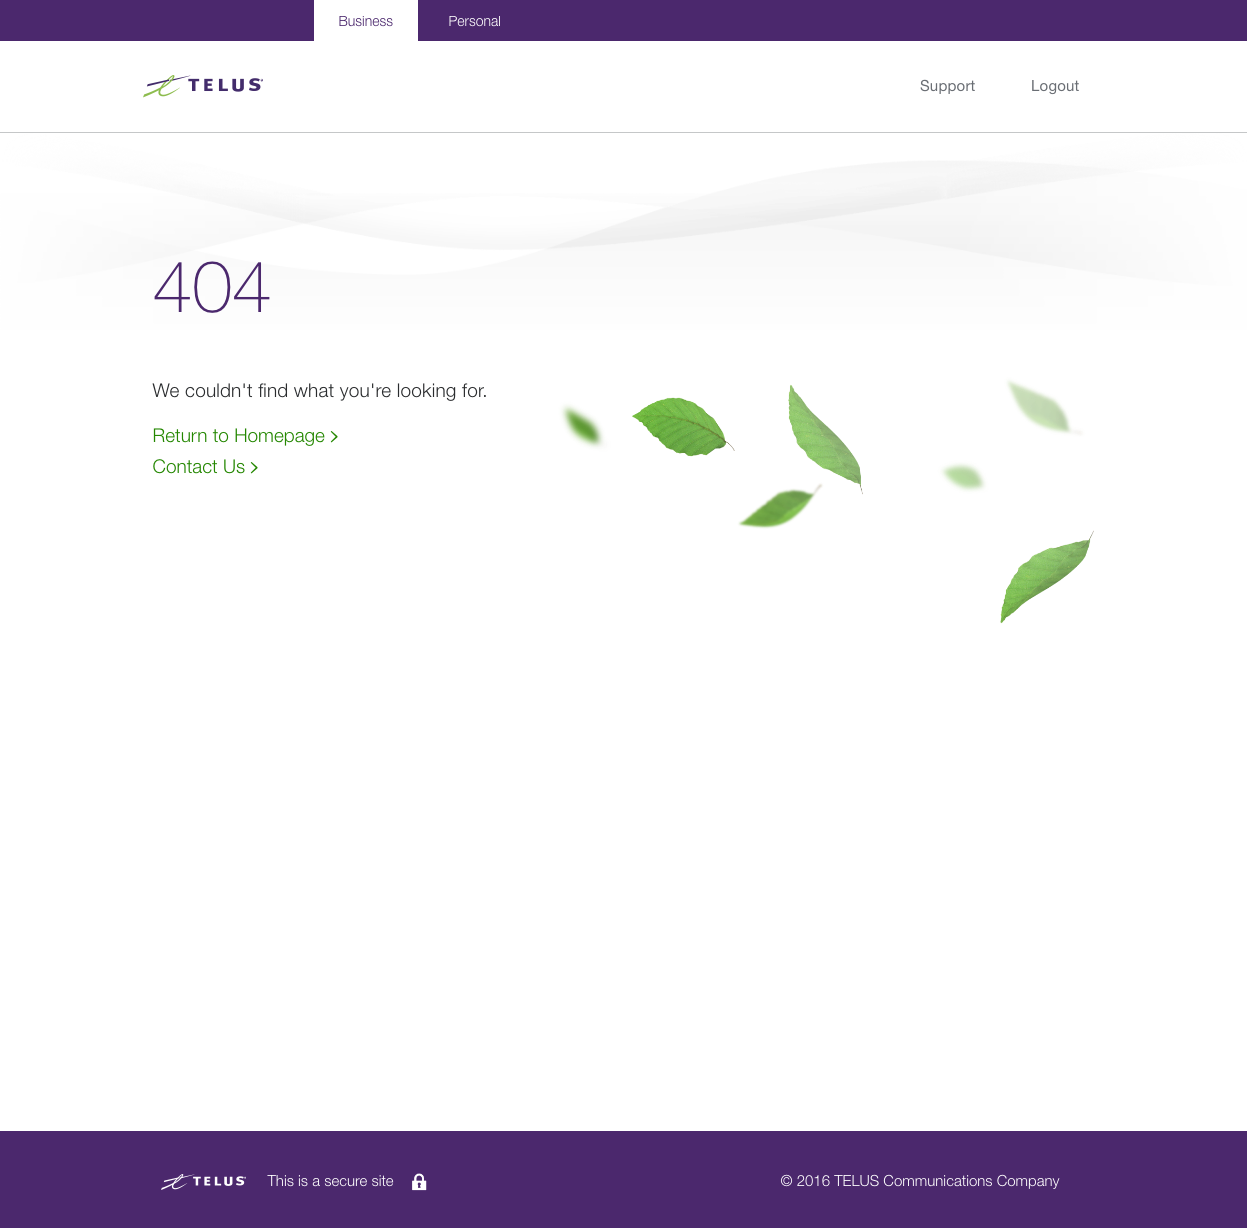 Business Personal
TELUS Support Logout
404
We couldn't find what you're looking for.
Return to Homepage >
Contact Us >
TELUS This is a secure site © 2016 TELUS Communications Company